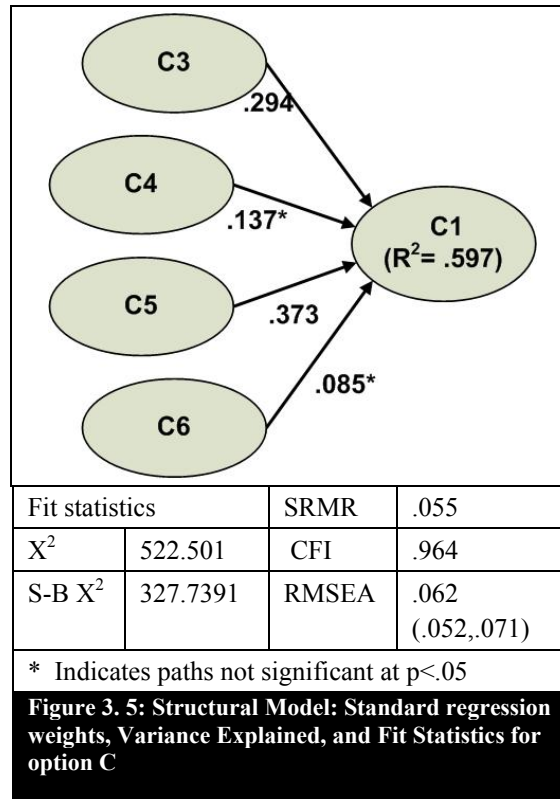 C3
.294
C4
.137*
C1
(R²= .597)
C5
.373
.085*
C6
Fit statistics SRMR .055
X² 522.501 CFI .964
S-B X² 327.7391 RMSEA .062
(.052,.071)
* Indicates paths not significant at p<.05
Figure 3. 5: Structural Model: Standard regression
weights, Variance Explained, and Fit Statistics for
option C